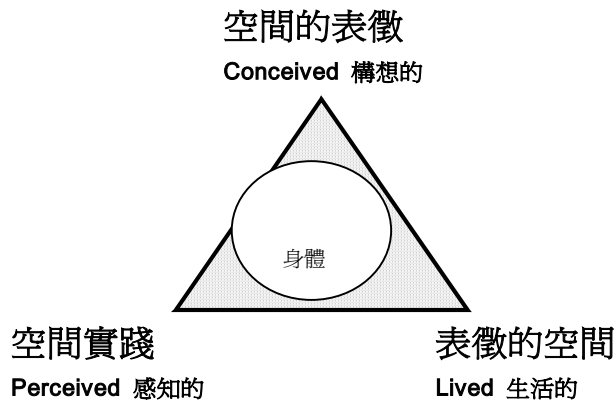 空間的表徵
Conceived 構想的
身體
空間實踐
Perceived 感知的
表徵的空間
Lived 生活的